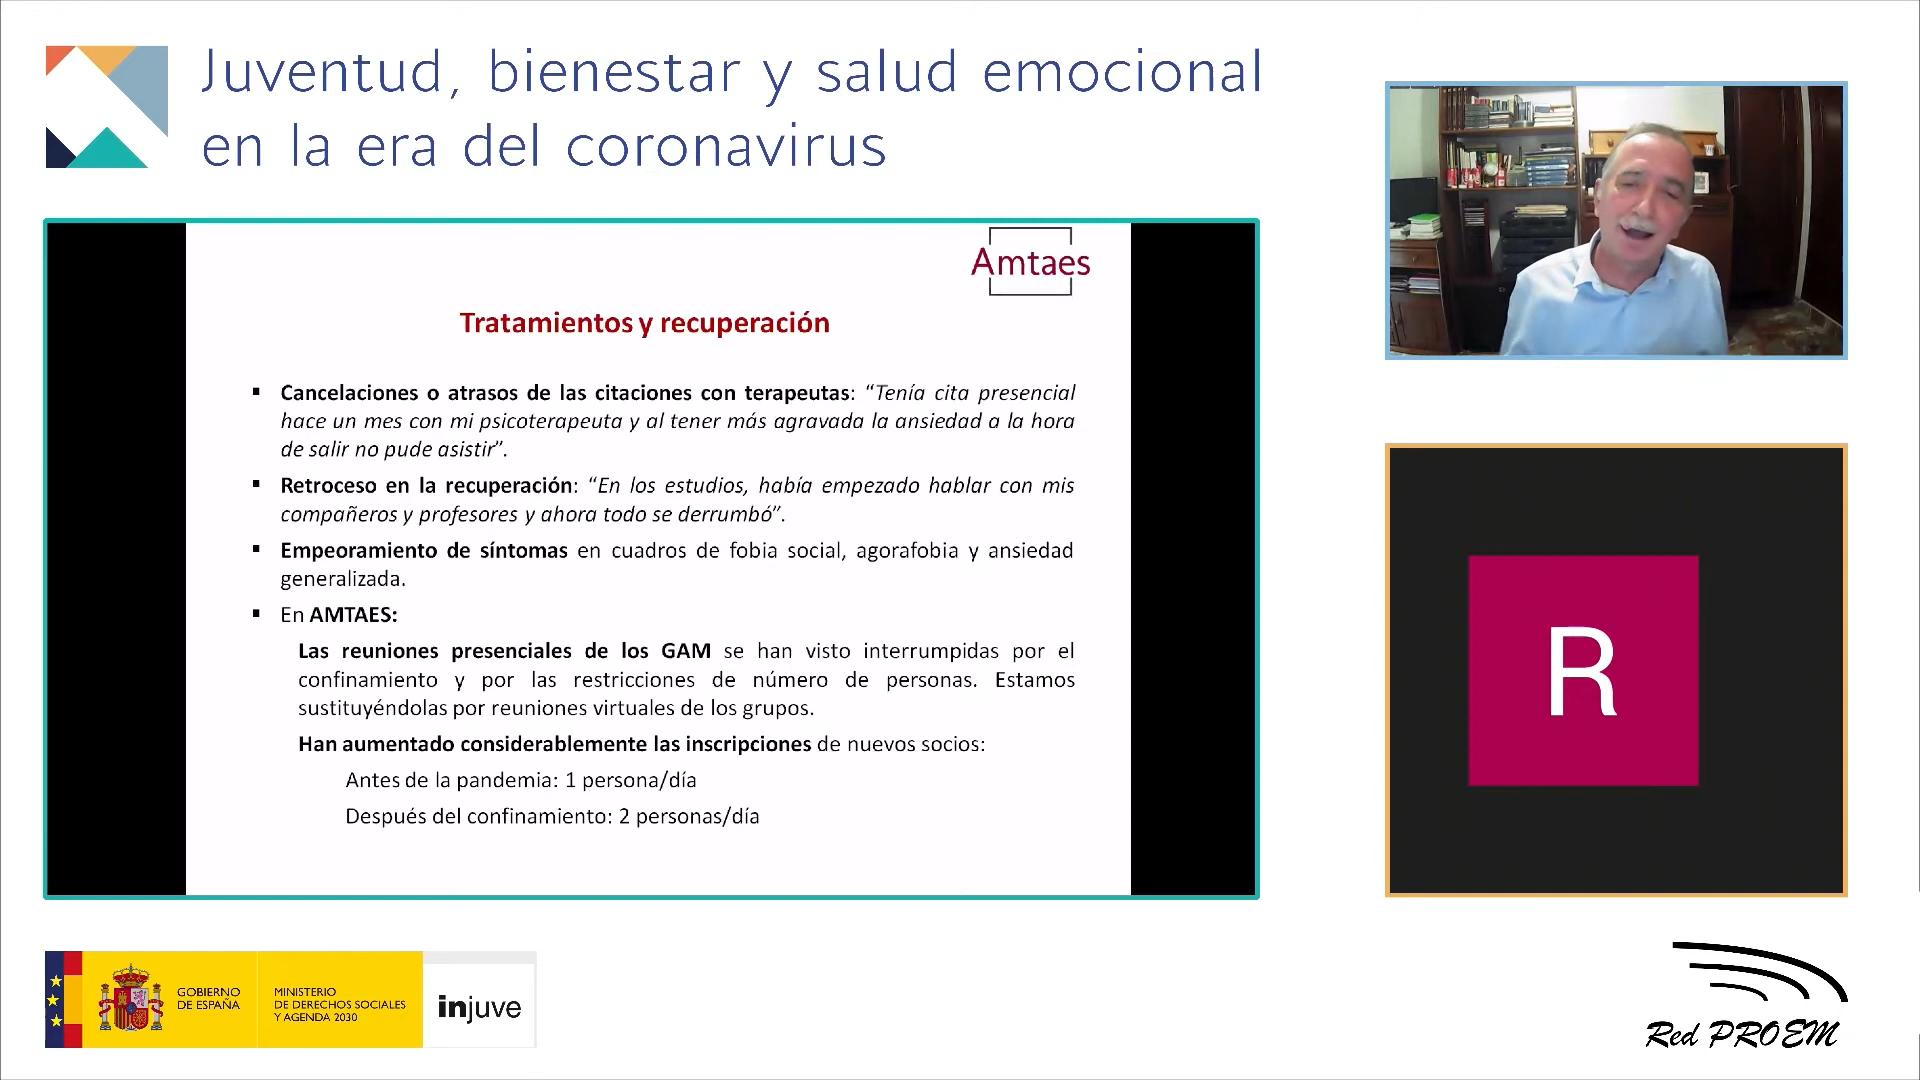 Juventud, bienestar y salud emocional
en la era del coronavirus
Amtaes
Tratamientos y recuperación
▪ Cancelaciones o atrasos de las citaciones con terapeutas: “Tenía cita presencial
hace un mes con mi psicoterapeuta y al tener más agravada la ansiedad a la hora
de salir no pude asistir”.
▪ Retroceso en la recuperación: “En los estudios, había empezado hablar con mis
compañeros y profesores y ahora todo se derrumbó”.
▪ Empeoramiento de síntomas en cuadros de fobia social, agorafobia y ansiedad
generalizada.
▪ En AMTAES:
Las reuniones presenciales de los GAM se han visto interrumpidas por el
confinamiento y por las restricciones de número de personas. Estamos
sustituyéndolas por reuniones virtuales de los grupos.
Han aumentado considerablemente las inscripciones de nuevos socios:
Antes de la pandemia: 1 persona/día
Después del confinamiento: 2 personas/día
R
GOBIERNO
DE ESPAÑA
MINISTERIO
DE DERECHOS SOCIALES
Y AGENDA 2030
injuve
Red PROEM